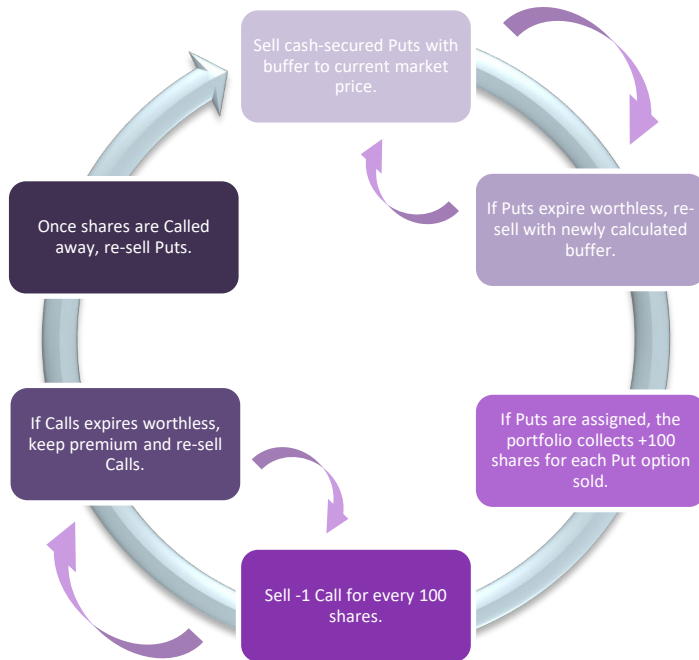 Sell cash-secured Puts with
buffer to current market
price.
If Puts expire worthless, re-
sell with newly calculated
buffer.
If Puts are assigned, the
portfolio collects +100
shares for each Put option
sold.
Sell -1 Call for every 100
shares.
If Calls expires worthless,
keep premium and re-sell
Calls.
Once shares are Called
away, re-sell Puts.